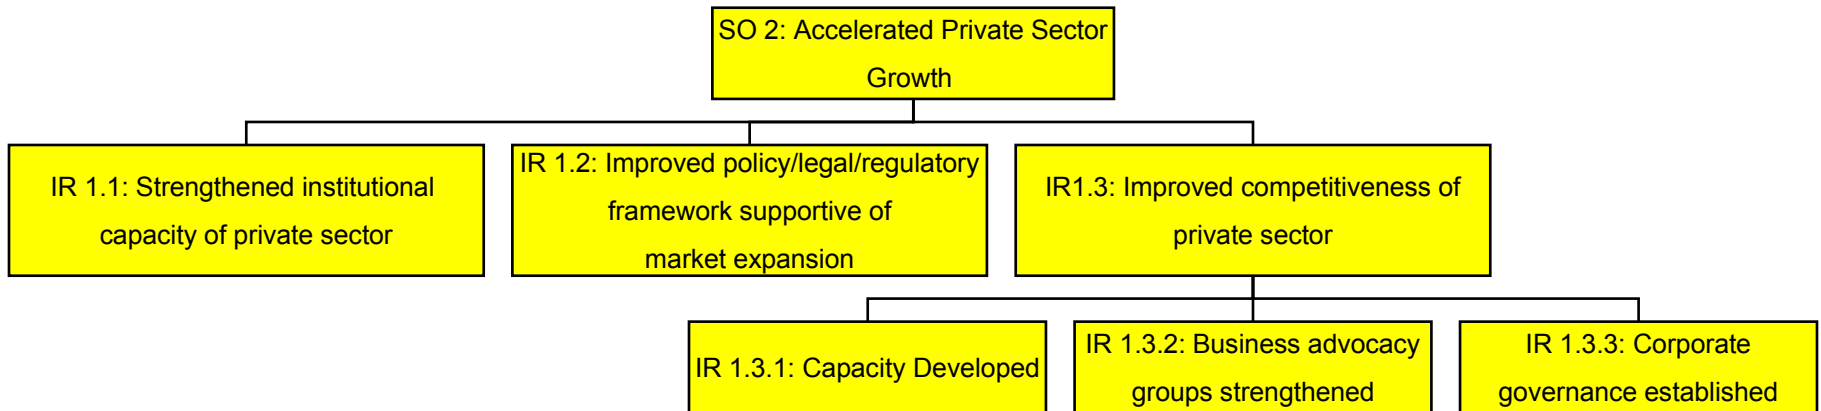 SO 2: Accelerated Private Sector
Growth
IR 1.1: Strengthened institutional
capacity of private sector
IR 1.2: Improved policy/legal/regulatory
framework supportive of
market expansion
IR1.3: Improved competitiveness of
private sector
IR 1.3.1: Capacity Developed
IR 1.3.2: Business advocacy
groups strengthened
IR 1.3.3: Corporate
governance established